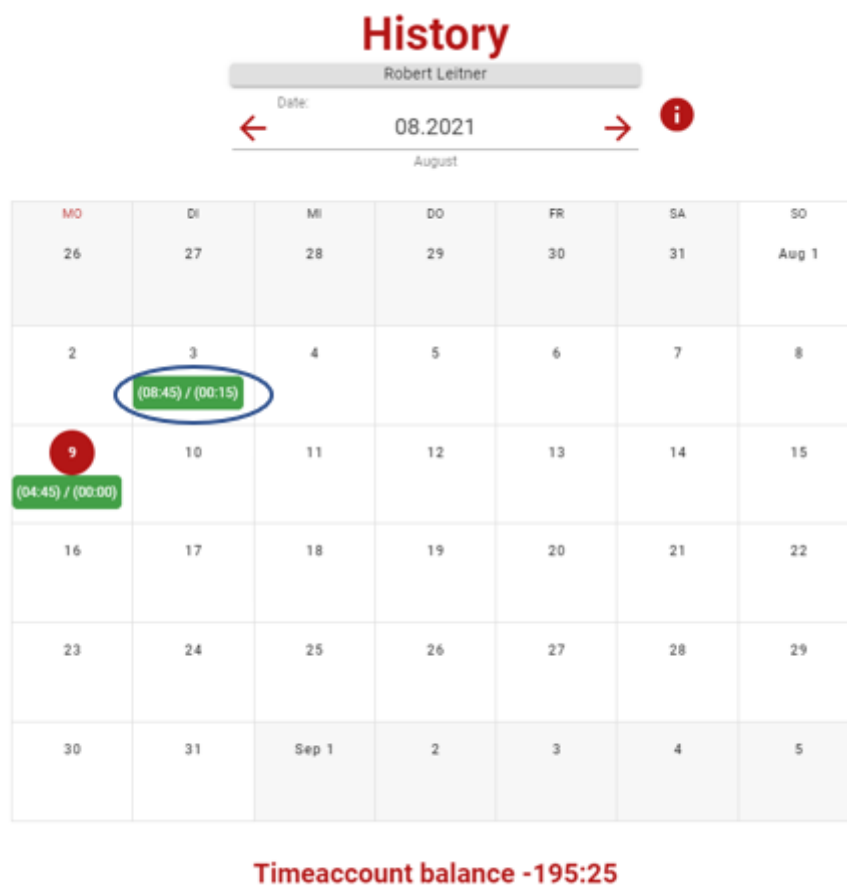 History
Robert Leitner
Date:
08.2021
August
MO DI MI DO FR SA SO
26 27 28 29 30 31 Aug 1
2 3 4 5 6 7 8
(08:45) / (00:15)
9 10 11 12 13 14 15
(04:45) / (00:00)
16 17 18 19 20 21 22
23 24 25 26 27 28 29
30 31 Sep 1 2 3 4 5
Timeaccount balance -195:25